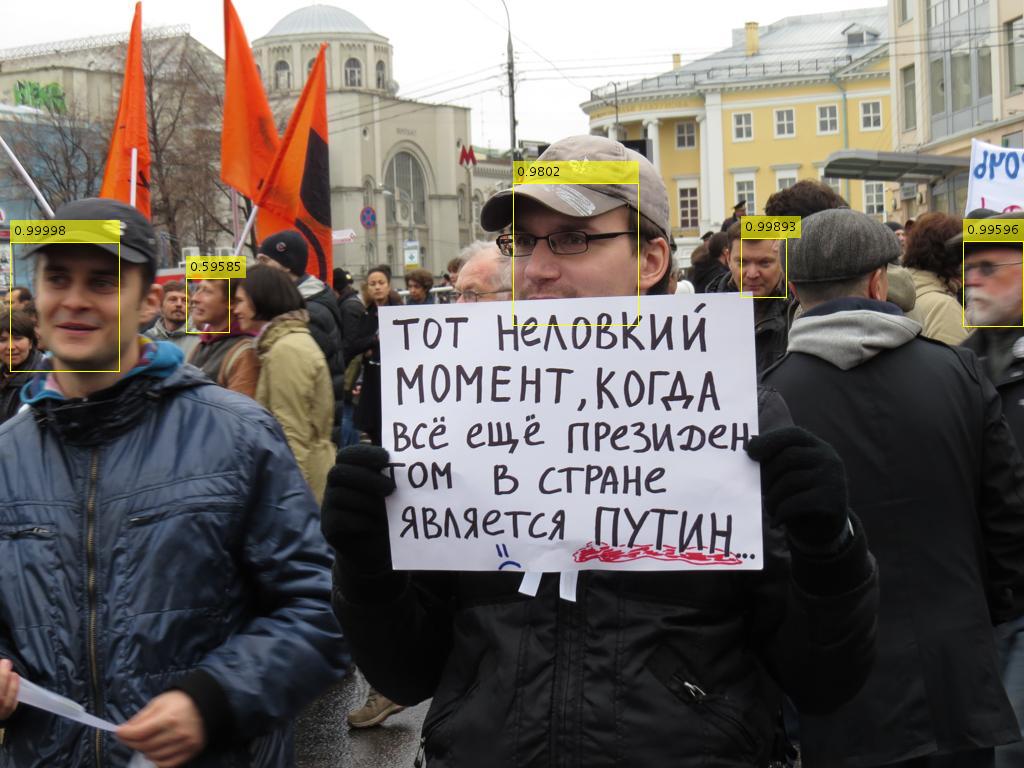 0.99998
0.59585
0.9802
0.99893
0.99596
М
ТОТ НЕЛОВКИЙ
МОМЕНТ, КОГДА
ВСЁ ЕЩЁ ПРЕЗИДЕН
ТОМ В СТРАНЕ
ЯВЛЯЕТСЯ ПУТИН...